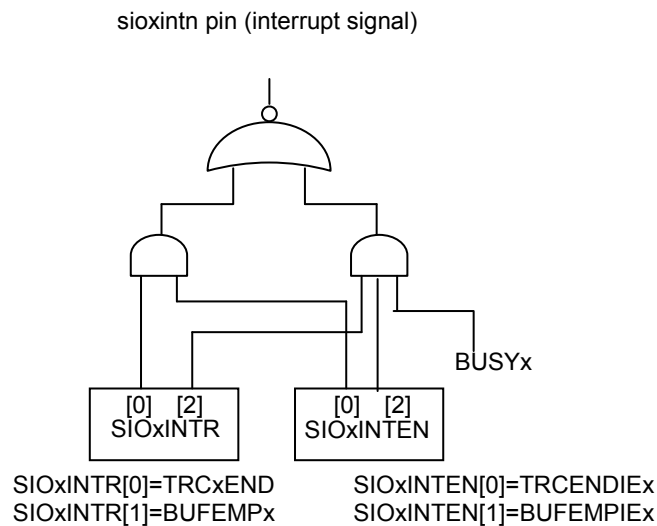 sioxintn pin (interrupt signal)
BUSYx
[0] [2] [0] [2]
SIOxINTR SIOxINTEN
SIOxINTR[0]=TRCxEND SIOxINTEN[0]=TRCENDIEx
SIOxINTR[1]=BUFEMPx SIOxINTEN[1]=BUFEMPIEx